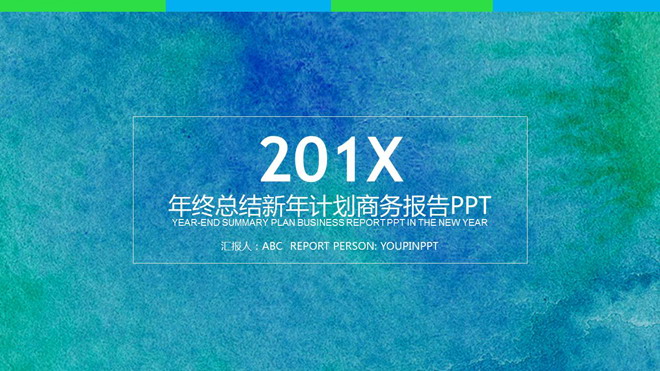 201X
年终总结新年计划商务报告PPT
YEAR-END SUMMARY PLAN BUSINESS REPORT PPT IN THE NEW YEAR
汇报人：ABC REPORT PERSON: YOUPINPPT